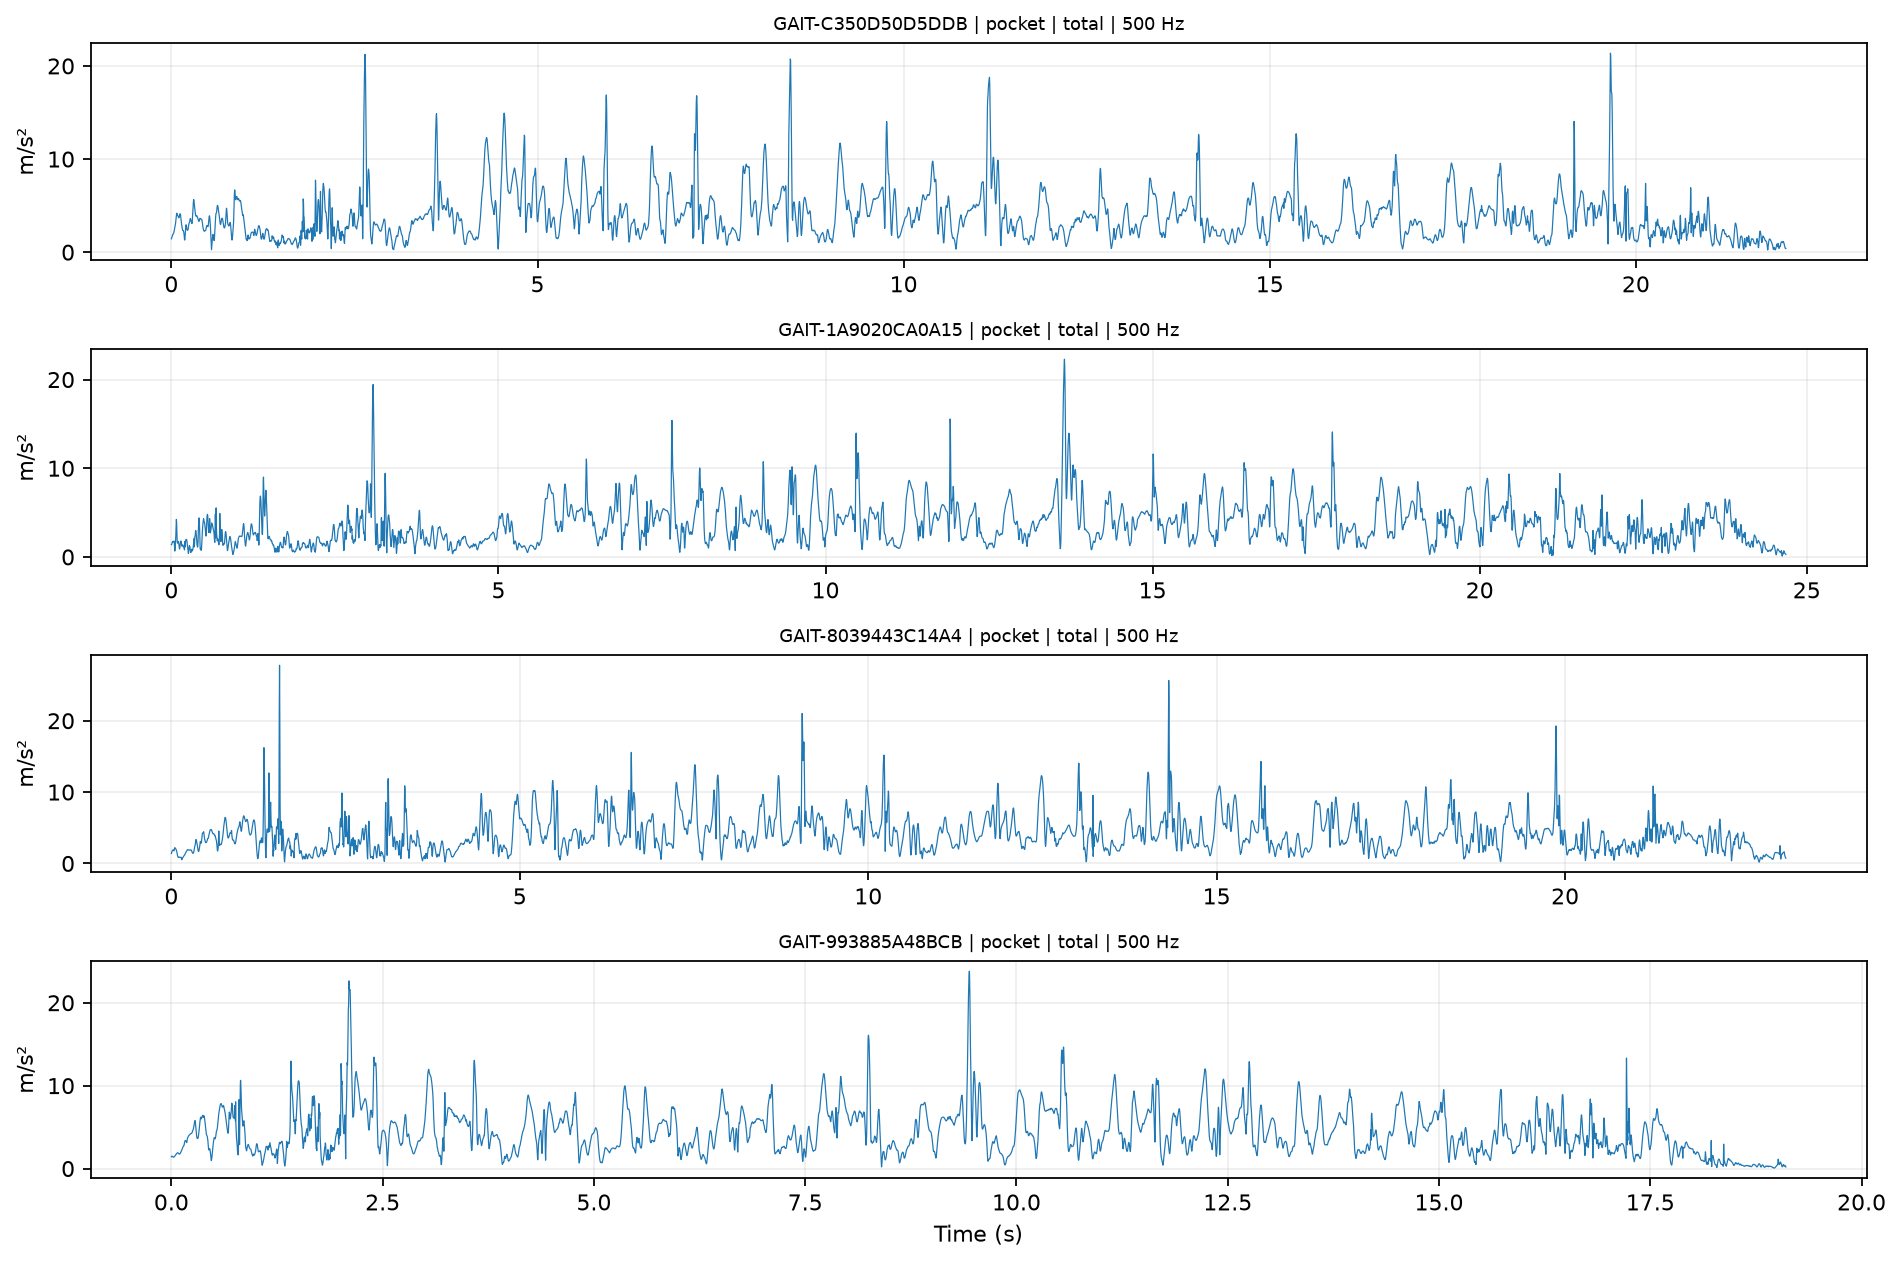 GAIT-C350D50D5DDB | pocket | total | 500 Hz
m/s²
20
10
0
0 5 10 15 20
GAIT-1A9020CA0A15 | pocket | total | 500 Hz
m/s²
20
10
0
0 5 10 15 20 25
GAIT-8039443C14A4 | pocket | total | 500 Hz
m/s²
20
10
0
0 5 10 15 20
GAIT-993885A48BCB | pocket | total | 500 Hz
m/s²
20
10
0
0.0 2.5 5.0 7.5 10.0 12.5 15.0 17.5 20.0
Time (s)